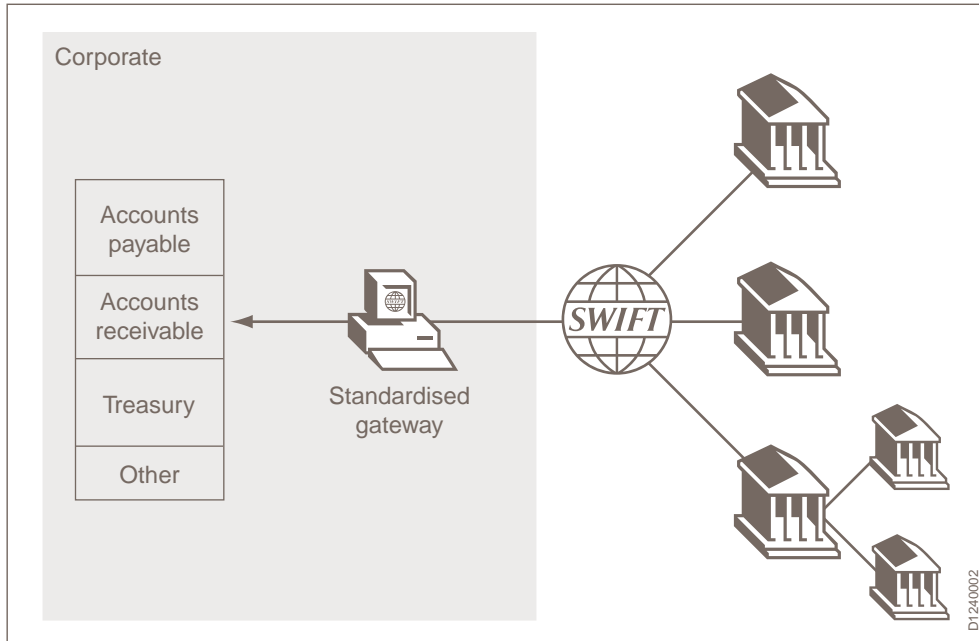 Corporate
Accounts
payable
Accounts
receivable
Treasury
Other
Standardised
gateway
SWIFT
D1240002